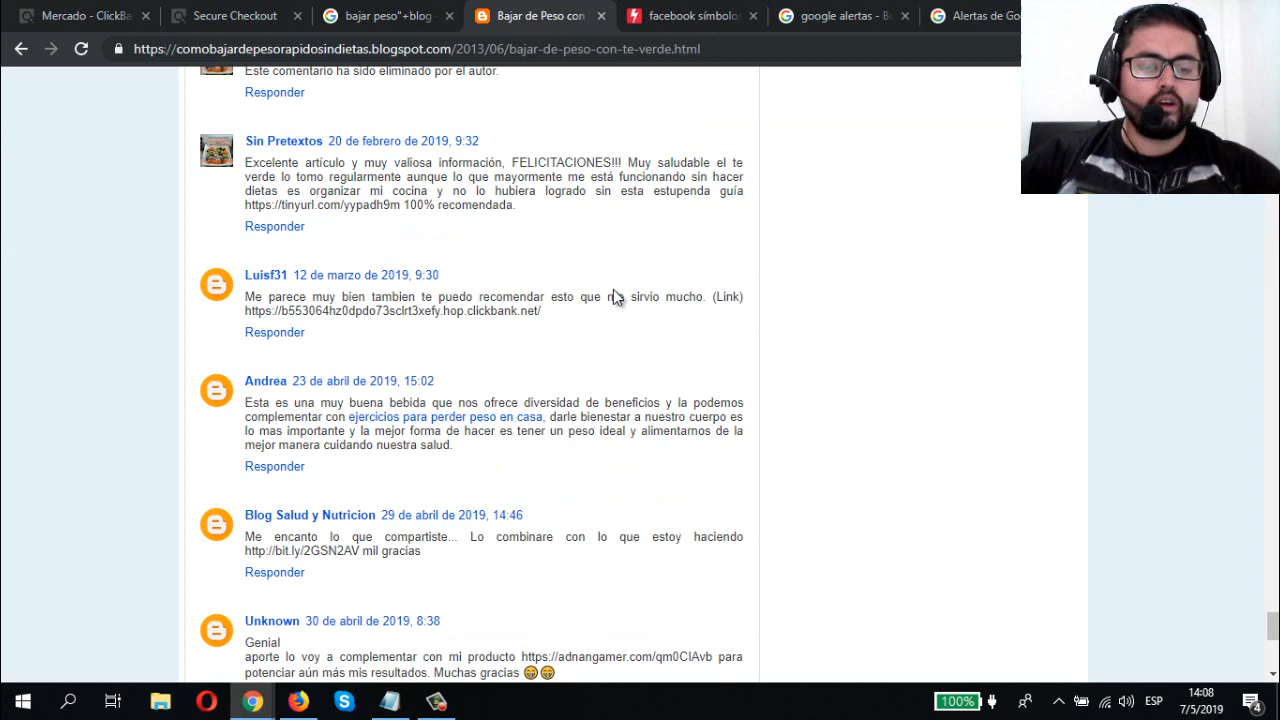 Mercado - ClickBa
Secure Checkout
bajar peso"+blog -
Bajar de Peso con
facebook símbolos
google alertas - Bu
Alertas de Go
https://comobajardepesorapidosindietas.blogspot.com/2013/06/bajar-de-peso-con-te-verde.html
Este comentario ha sido eliminado por el autor.
Responder
Sin Pretextos 20 de febrero de 2019, 9:32
Excelente artículo y muy valiosa información, FELICITACIONES!!! Muy saludable el te
verde lo tomo regularmente aunque lo que mayormente me está funcionando sin hacer
dietas es organizar mi cocina y no lo hubiera logrado sin esta estupenda guía
https://tinyurl.com/yypadh9m 100% recomendada.
Responder
Luisf31 12 de marzo de 2019, 9:30
Me parece muy bien tambien te puedo recomendar esto que sirvio mucho. (Link)
https://b553064hz0dpdo73sclrt3xefy.hop.clickbank.net/
Responder
Andrea 23 de abril de 2019, 15:02
Esta es una muy buena bebida que nos ofrece diversidad de beneficios y la podemos
complementar con ejercicios para perder peso en casa, darle bienestar a nuestro cuerpo es
lo mas importante y la mejor forma de hacer es tener un peso ideal y alimentarnos de la
mejor manera cuidando nuestra salud.
Responder
Blog Salud y Nutricion 29 de abril de 2019, 14:46
Me encanto lo que compartiste... Lo combinare con lo que estoy haciendo
http://bit.ly/2GSN2AV mil gracias
Responder
Unknown 30 de abril de 2019, 8:38
Genial
aporte lo voy a complementar con mi producto https://adnangamer.com/qm0CIAvb para
potenciar aún más mis resultados. Muchas gracias 😁😁
100%
ESP
14:08
7/5/2019
4